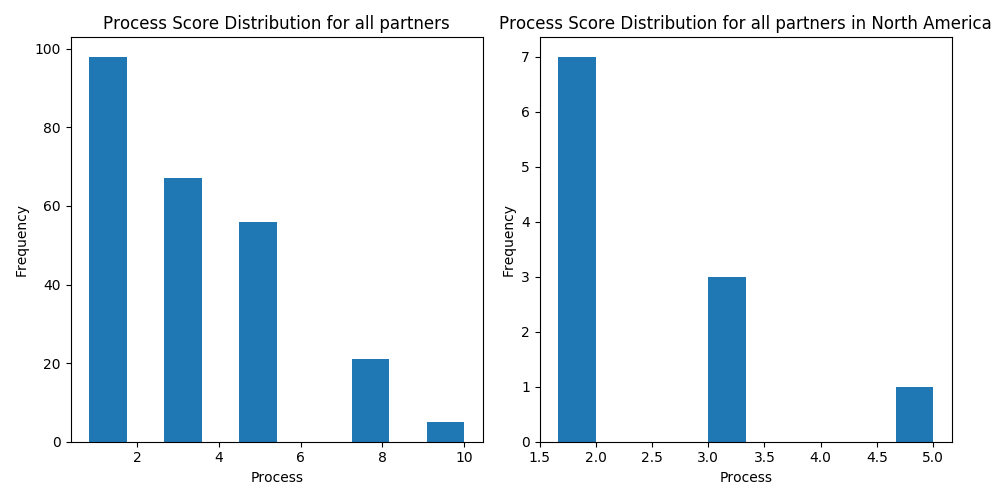 Process Score Distribution for all partners
100
80
60
40
20
0
Frequency
2 4 6 8 10
Process
Process Score Distribution for all partners in North America
7
6
5
4
3
2
1
0
Frequency
1.5 2.0 2.5 3.0 3.5 4.0 4.5 5.0
Process